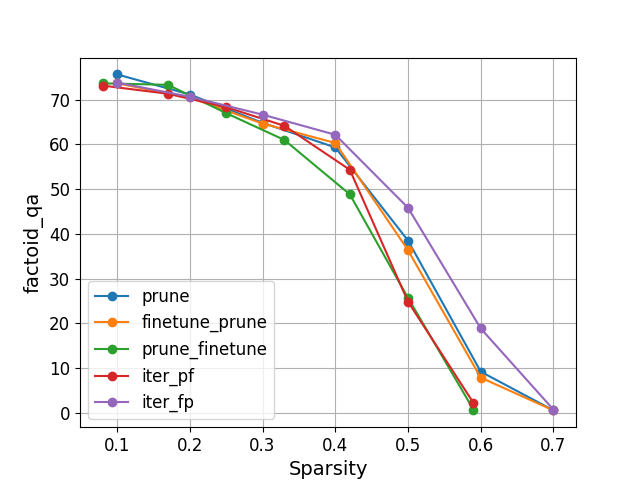 factoid_qa
70
60
50
40
30
20
10
0
prune
finetune_prune
prune_finetune
iter_pf
iter_fp
0.1 0.2 0.3 0.4 0.5 0.6 0.7
Sparsity